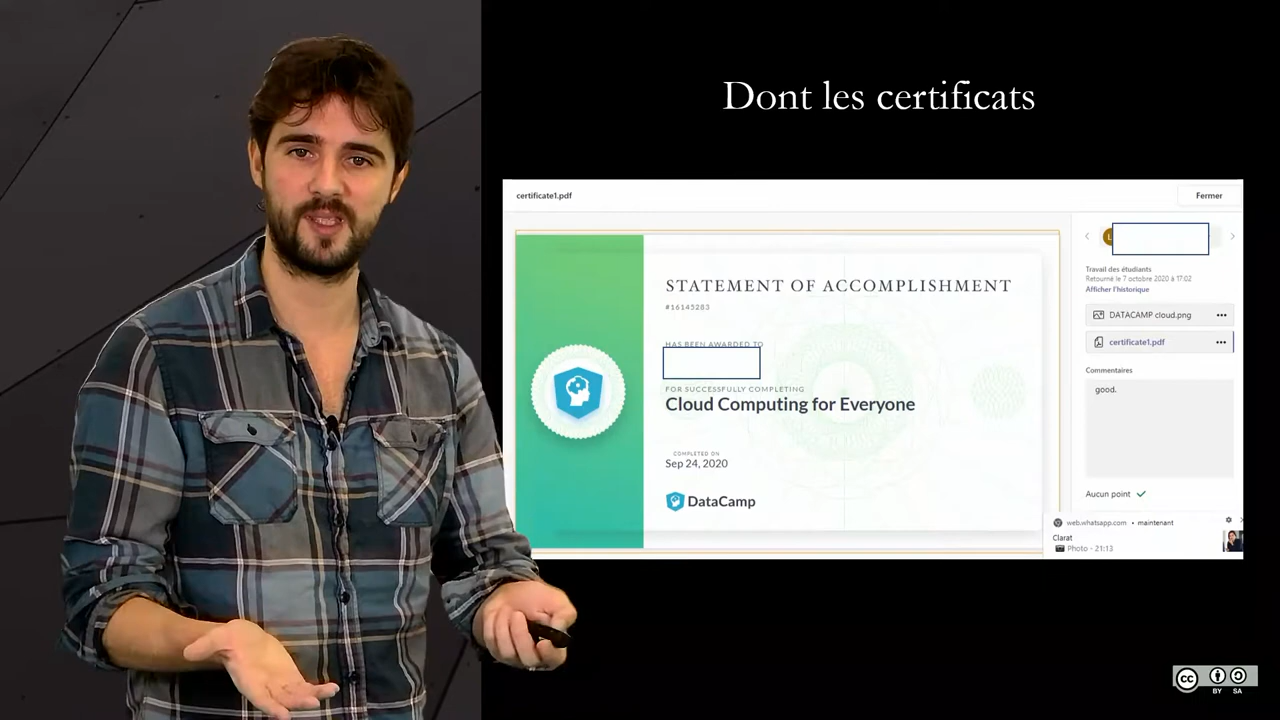 Dont les certificats
certificate1.pdf
Fermer
STATEMENT OF ACCOMPLISHMENT
#16145283
HAS BEEN AWARDED TO
FOR SUCCESSFULLY COMPLETING
Cloud Computing for Everyone
COMPLETED ON
Sep 24, 2020
DataCamp
L
Travail des étudiants
Retourné le 7 octobre 2020 à 17:02
Afficher l'historique
DATACAMP cloud.png
certificate1.pdf
Commentaires
good.
Aucun point
web.whatsapp.com • maintenant
Clarat
Photo - 21:13
cc
BY SA